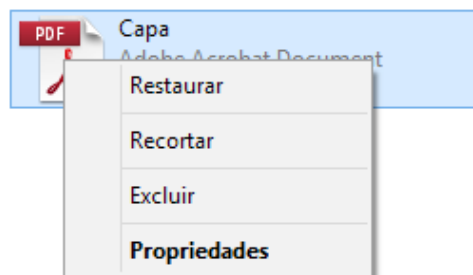 PDF
Capa
Adobe Acrobat Document
Restaurar
Recortar
Excluir
Propriedades